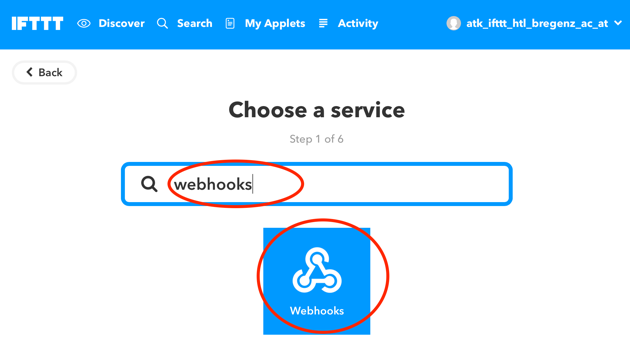 IFTTT Discover Search My Applets Activity atk_ifttt_htl_bregenz_ac_at
Back
Choose a service
Step 1 of 6
webhooks
Webhooks